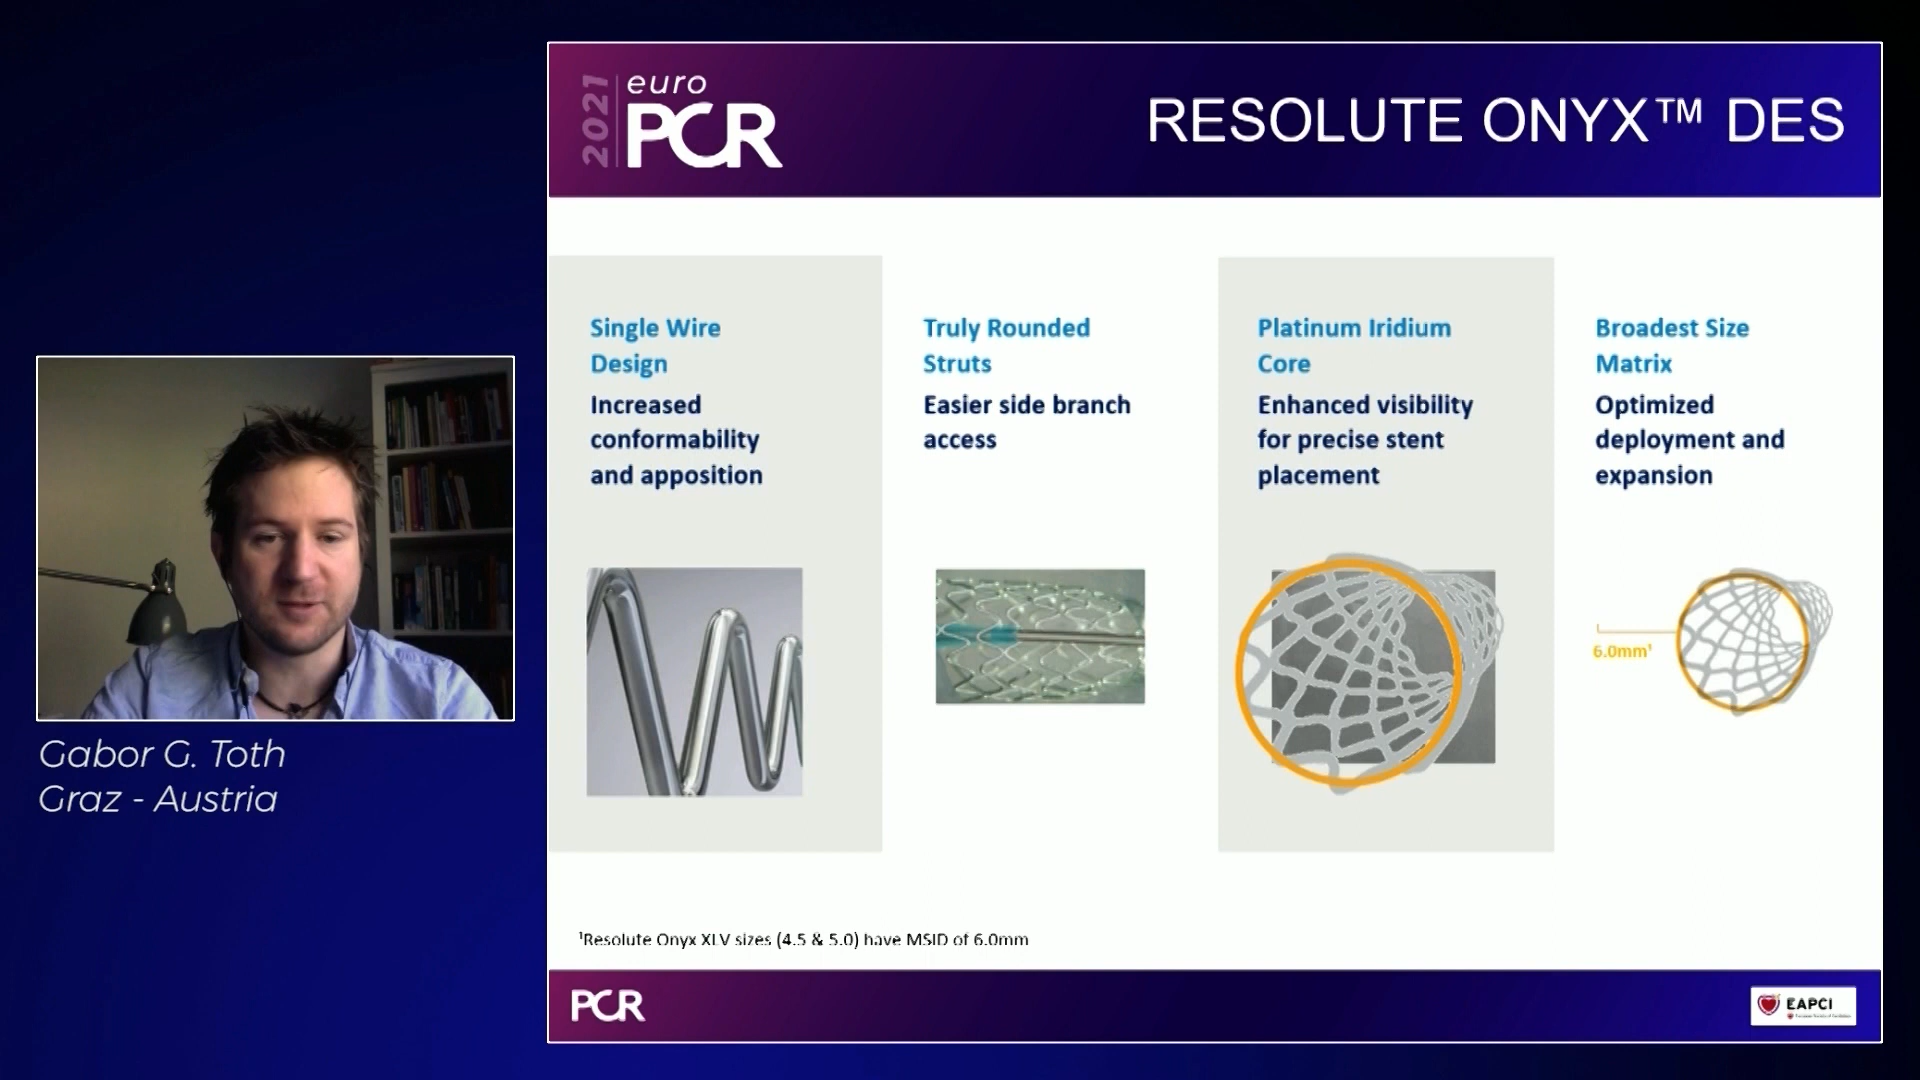 2021
euro
PCR
RESOLUTE ONYX™ DES
Single Wire
Design
Increased
conformability
and apposition
Truly Rounded
Struts
Easier side branch
access
Platinum Iridium
Core
Enhanced visibility
for precise stent
placement
Broadest Size
Matrix
Optimized
deployment and
expansion
6.0mm¹
Gabor G. Toth
Graz - Austria
¹Resolute Onyx XLV sizes (4.5 & 5.0) have MSID of 6.0mm
PCR
EAPCI